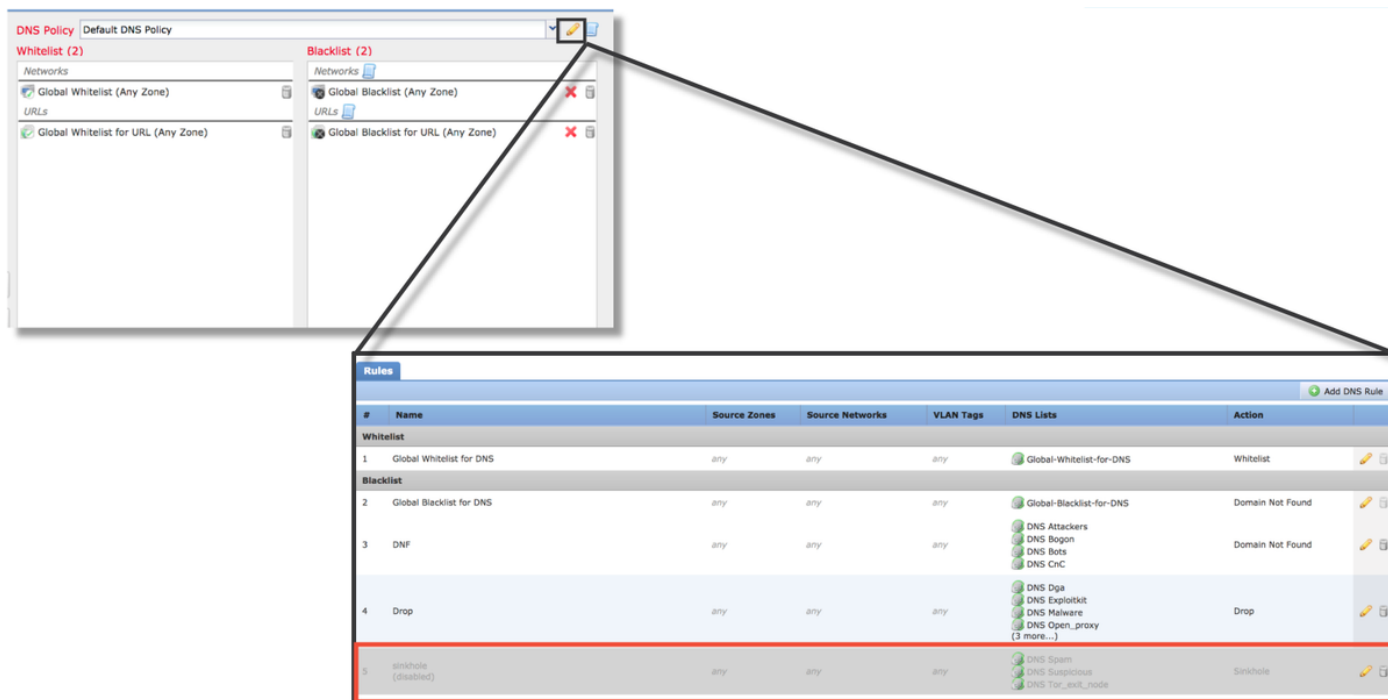 DNS Policy Default DNS Policy
Whitelist (2) Blacklist (2)
Networks Networks
Global Whitelist (Any Zone) Global Blacklist (Any Zone)
URLs URLs
Global Whitelist for URL (Any Zone) Global Blacklist for URL (Any Zone)
Rules
Add DNS Rule
# Name Source Zones Source Networks VLAN Tags DNS Lists Action
Whitelist
1 Global Whitelist for DNS any any any Global-Whitelist-for-DNS Whitelist
Blacklist
2 Global Blacklist for DNS any any any Global-Blacklist-for-DNS Domain Not Found
DNS Attackers
DNS Bogon
3 DNF any any any DNS Bots Domain Not Found
DNS CnC
DNS Dga
DNS Exploitkit
4 Drop any any any DNS Malware Drop
DNS Open_proxy
(3 more...)
DNS Spam
5 sinkhole (disabled) any any any DNS Suspicious Sinkhole
DNS Tor_exit_node